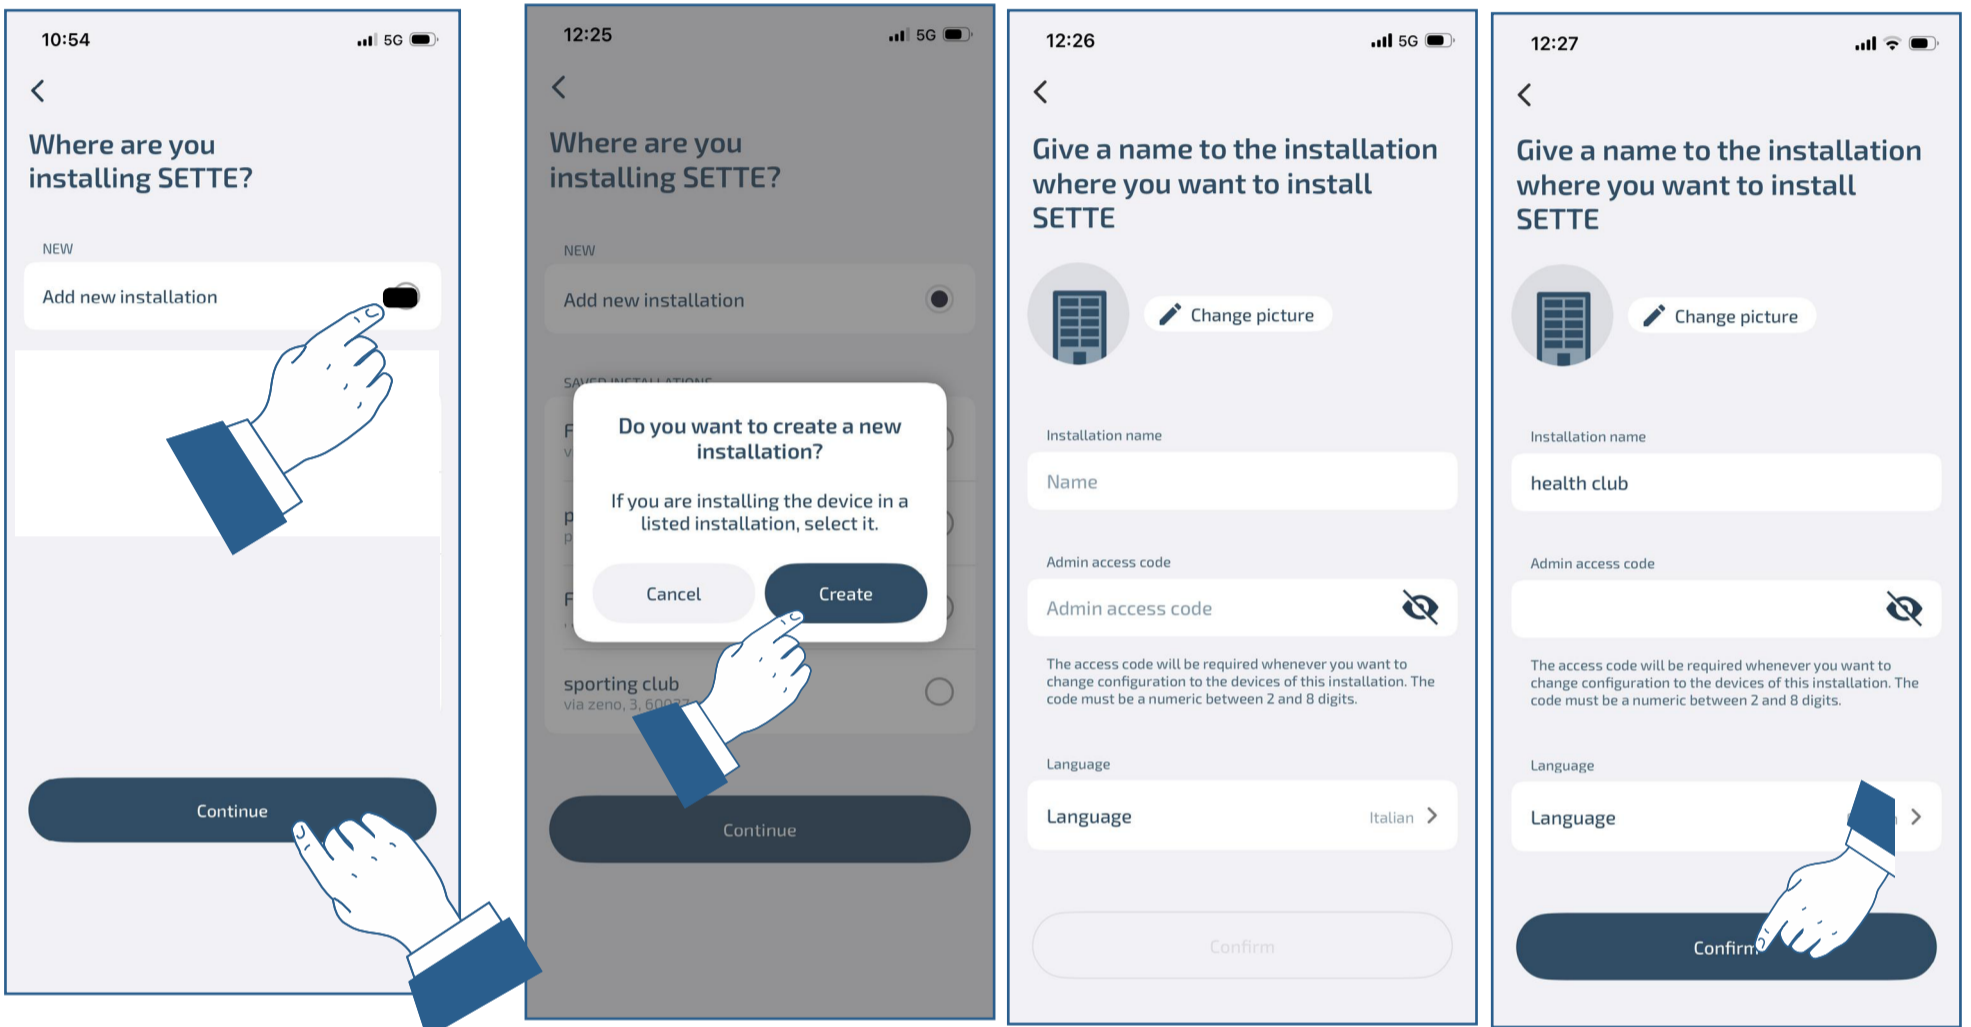 10:54
5G
Where are you
installing SETTE?
NEW
Add new installation
Continue
12:25
5G
Where are you
installing SETTE?
NEW
Add new installation
Do you want to create a new
installation?
If you are installing the device in a
listed installation, select it.
Cancel
Create
sporting club
via zeno, 3,
Continue
12:26
5G
Give a name to the installation
where you want to install
SETTE
Change picture
Installation name
Name
Admin access code
Admin access code
The access code will be required whenever you want to
change configuration to the devices of this installation. The
code must be a numeric between 2 and 8 digits.
Language
Language
Italian
Confirm
12:27
Give a name to the installation
where you want to install
SETTE
Change picture
Installation name
health club
Admin access code
The access code will be required whenever you want to
change configuration to the devices of this installation. The
code must be a numeric between 2 and 8 digits.
Language
Language
Confirm